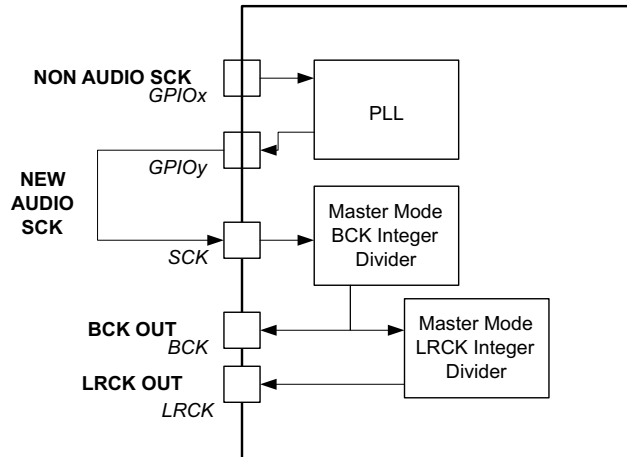 NON AUDIO SCK
GPIOx
PLL
GPIOy
NEW
AUDIO
SCK
SCK
Master Mode
BCK Integer
Divider
BCK OUT
BCK
Master Mode
LRCK Integer
Divider
LRCK OUT
LRCK